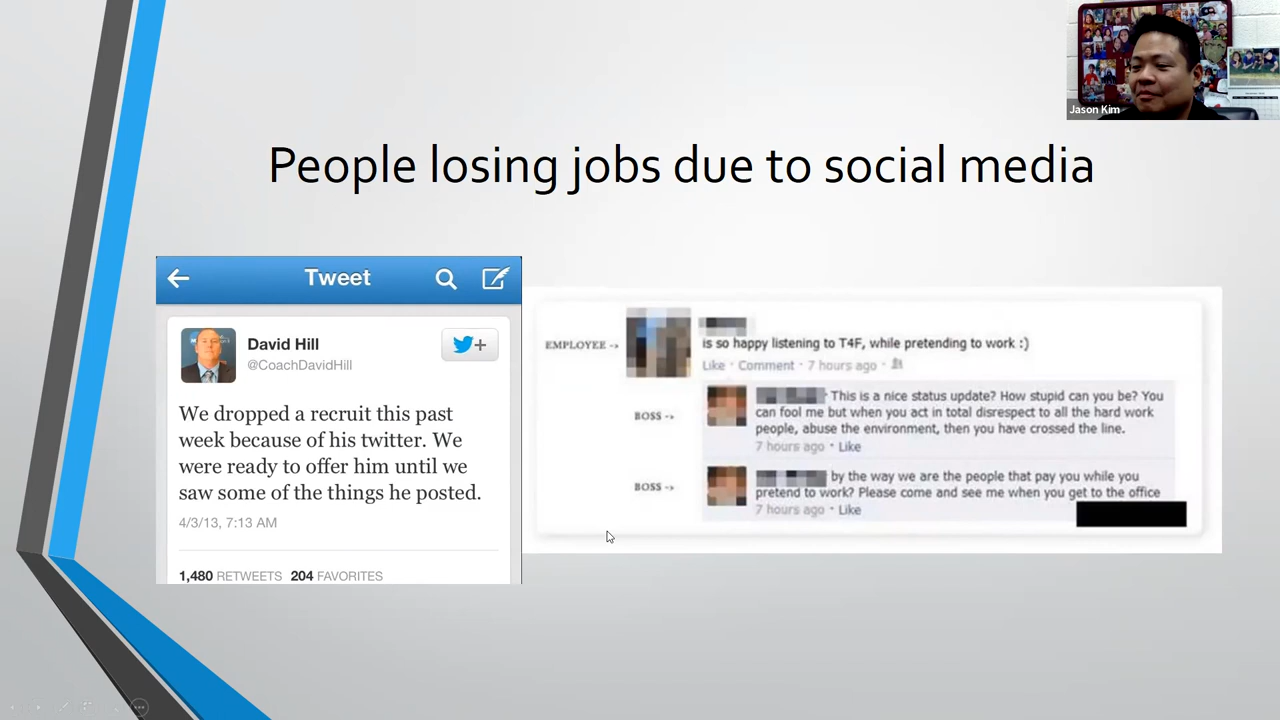 Jason Kim
People losing jobs due to social media
Tweet
David Hill
@CoachDavidHill
We dropped a recruit this past
week because of his twitter. We
were ready to offer him until we
saw some of the things he posted.
4/3/13, 7:13 AM
1,480 RETWEETS 204 FAVORITES
EMPLOYEE ->
is so happy listening to T4F, while pretending to work :)
Like · Comment · 7 hours ago ·
BOSS ->
This is a nice status update? How stupid can you be? You
can fool me but when you act in total disrespect to all the hard work
people, abuse the environment, then you have crossed the line.
7 hours ago · Like
BOSS ->
by the way we are the people that pay you while you
pretend to work? Please come and see me when you get to the office
7 hours ago · Like